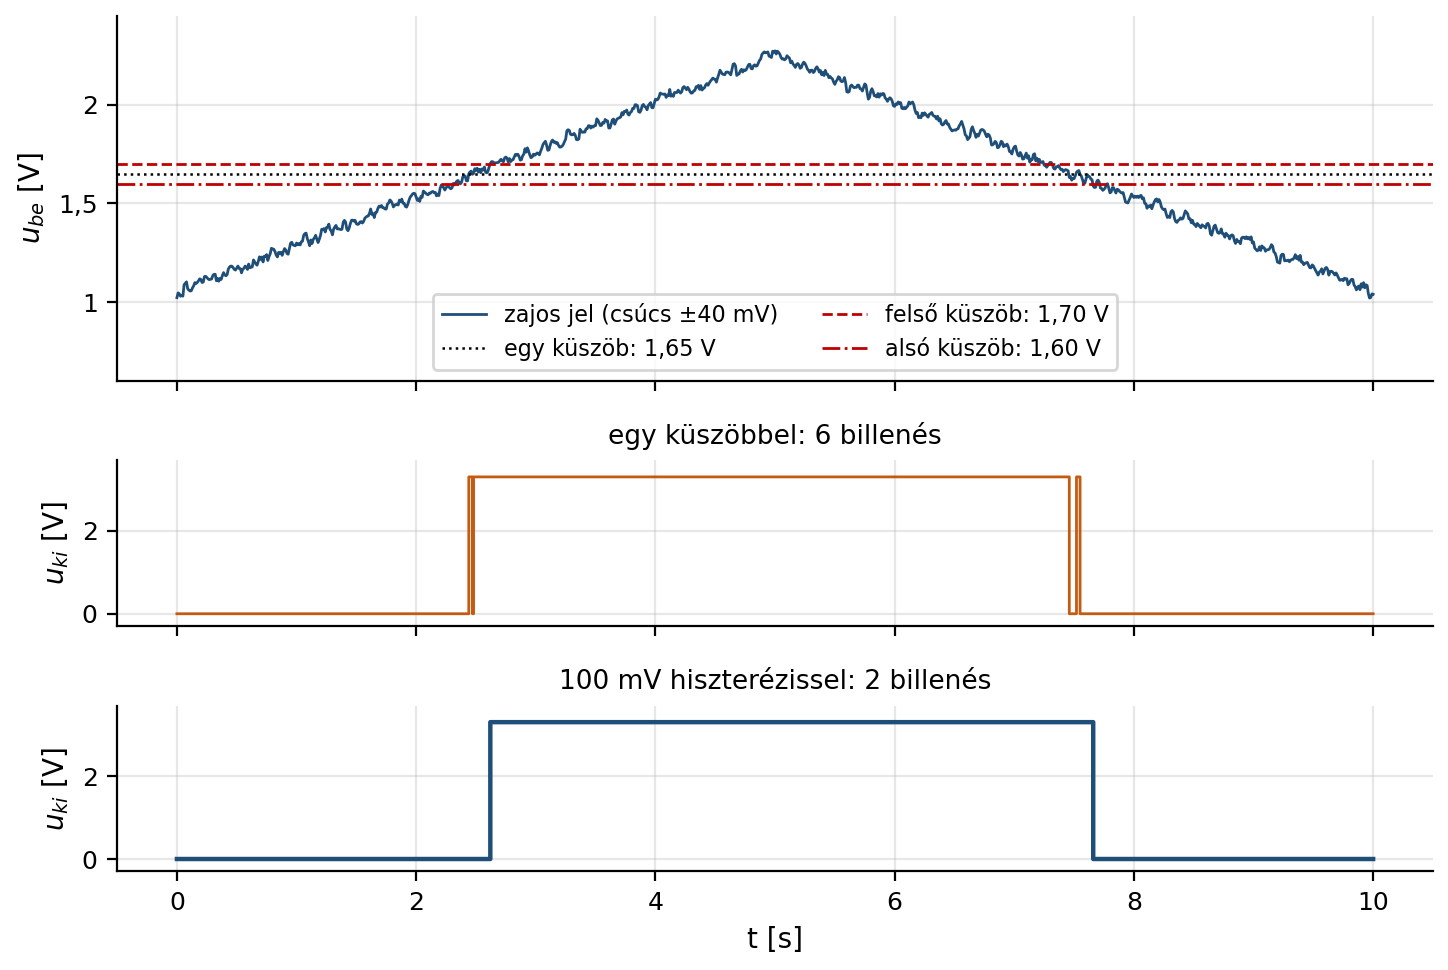 u_be [V]
2
1,5
1
zajos jel (csúcs ±40 mV)
egy küszöb: 1,65 V
felső küszöb: 1,70 V
alsó küszöb: 1,60 V
egy küszöbbel: 6 billenés
u_ki [V]
2
0
100 mV hiszterézissel: 2 billenés
u_ki [V]
2
0
0 2 4 6 8 10
t [s]